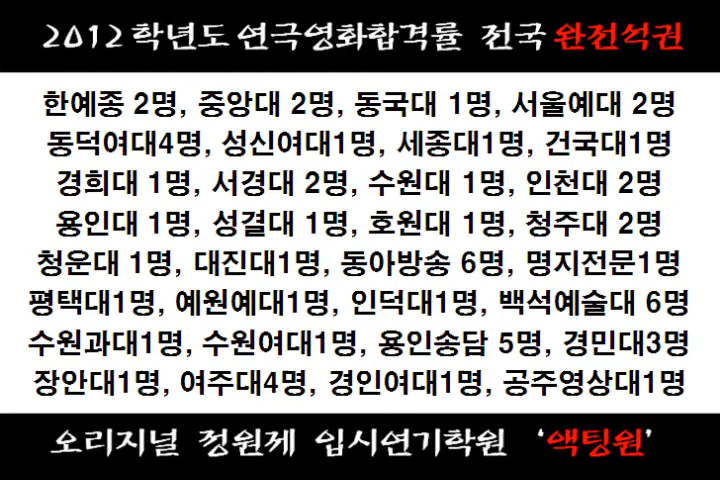 2012 학년도 연극영화합격률 전국 완전석권
한예종 2명, 중앙대 2명, 동국대 1명, 서울예대 2명
동덕여대4명, 성신여대1명, 세종대1명, 건국대1명
경희대 1명, 서경대 2명, 수원대 1명, 인천대 2명
용인대 1명, 성결대 1명, 호원대 1명, 청주대 2명
청운대 1명, 대진대1명, 동아방송 6명, 명지전문1명
평택대1명, 예원예대1명, 인덕대1명, 백석예술대 6명
수원과대1명, 수원여대1명, 용인송담 5명, 경민대3명
장안대1명, 여주대4명, 경인여대1명, 공주영상대1명
오리지널 정원제 입시연기학원 '액팅원'